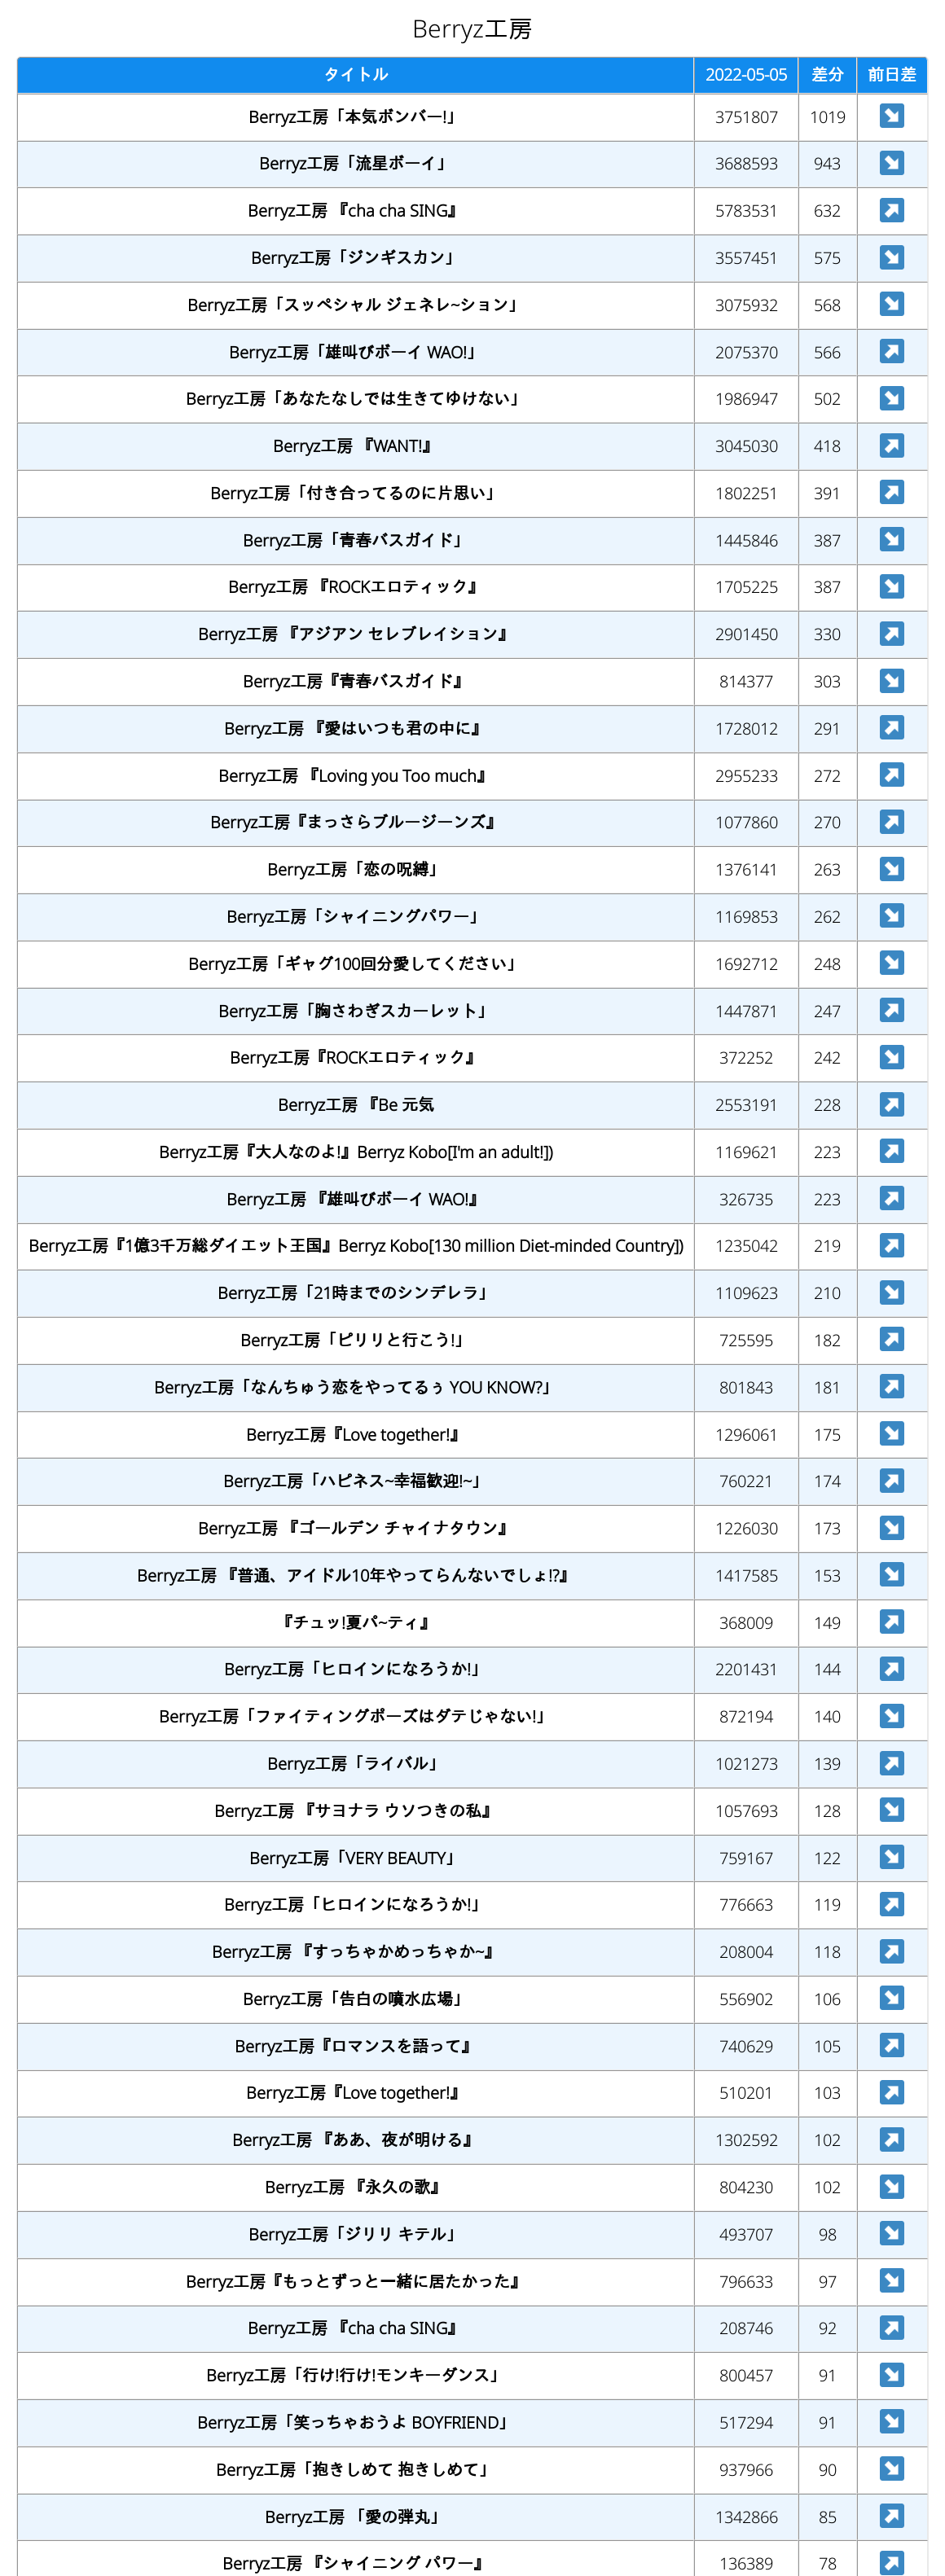 Berryz工房
タイトル 2022-05-05 差分 前日差
Berryz工房「本気ボンバー!」 3751807 1019 ↘
Berryz工房「流星ボーイ」 3688593 943 ↘
Berryz工房 『cha cha SING』 5783531 632 ↗
Berryz工房「ジンギスカン」 3557451 575 ↘
Berryz工房「スッペシャル ジェネレ~ション」 3075932 568 ↘
Berryz工房「雄叫びボーイ WAO!」 2075370 566 ↗
Berryz工房「あなたなしでは生きてゆけない」 1986947 502 ↘
Berryz工房 『WANT!』 3045030 418 ↗
Berryz工房「付き合ってるのに片思い」 1802251 391 ↗
Berryz工房「青春バスガイド」 1445846 387 ↘
Berryz工房 『ROCKエロティック』 1705225 387 ↘
Berryz工房 『アジアン セレブレイション』 2901450 330 ↗
Berryz工房『青春バスガイド』 814377 303 ↘
Berryz工房 『愛はいつも君の中に』 1728012 291 ↗
Berryz工房 『Loving you Too much』 2955233 272 ↗
Berryz工房『まっさらブルージーンズ』 1077860 270 ↗
Berryz工房「恋の呪縛」 1376141 263 ↘
Berryz工房「シャイニングパワー」 1169853 262 ↘
Berryz工房「ギャグ100回分愛してください」 1692712 248 ↘
Berryz工房「胸さわぎスカーレット」 1447871 247 ↗
Berryz工房『ROCKエロティック』 372252 242 ↘
Berryz工房 『Be 元気 2553191 228 ↗
Berryz工房『大人なのよ!』Berryz Kobo[I'm an adult!]) 1169621 223 ↗
Berryz工房 『雄叫びボーイ WAO!』 326735 223 ↗
Berryz工房『1億3千万総ダイエット王国』Berryz Kobo[130 million Diet-minded Country]) 1235042 219 ↗
Berryz工房「21時までのシンデレラ」 1109623 210 ↘
Berryz工房「ピリリと行こう!」 725595 182 ↗
Berryz工房「なんちゅう恋をやってるぅ YOU KNOW?」 801843 181 ↗
Berryz工房『Love together!』 1296061 175 ↘
Berryz工房「ハピネス~幸福歓迎!~」 760221 174 ↗
Berryz工房 『ゴールデン チャイナタウン』 1226030 173 ↘
Berryz工房 『普通、アイドル10年やってらんないでしょ!?』 1417585 153 ↘
『チュッ!夏パ~ティ』 368009 149 ↗
Berryz工房「ヒロインになろうか!」 2201431 144 ↗
Berryz工房「ファイティングポーズはダテじゃない!」 872194 140 ↘
Berryz工房「ライバル」 1021273 139 ↗
Berryz工房 『サヨナラ ウソつきの私』 1057693 128 ↘
Berryz工房「VERY BEAUTY」 759167 122 ↘
Berryz工房「ヒロインになろうか!」 776663 119 ↗
Berryz工房 『すっちゃかめっちゃか~』 208004 118 ↗
Berryz工房「告白の噴水広場」 556902 106 ↘
Berryz工房『ロマンスを語って』 740629 105 ↗
Berryz工房『Love together!』 510201 103 ↗
Berryz工房 『ああ、夜が明ける』 1302592 102 ↗
Berryz工房 『永久の歌』 804230 102 ↘
Berryz工房「ジリリ キテル」 493707 98 ↘
Berryz工房『もっとずっと一緒に居たかった』 796633 97 ↘
Berryz工房 『cha cha SING』 208746 92 ↗
Berryz工房「行け!行け!モンキーダンス」 800457 91 ↘
Berryz工房「笑っちゃおうよ BOYFRIEND」 517294 91 ↘
Berryz工房「抱きしめて 抱きしめて」 937966 90 ↘
Berryz工房 「愛の弾丸」 1342866 85 ↗
Berryz工房 『シャイニング パワー』 136389 78 ↗